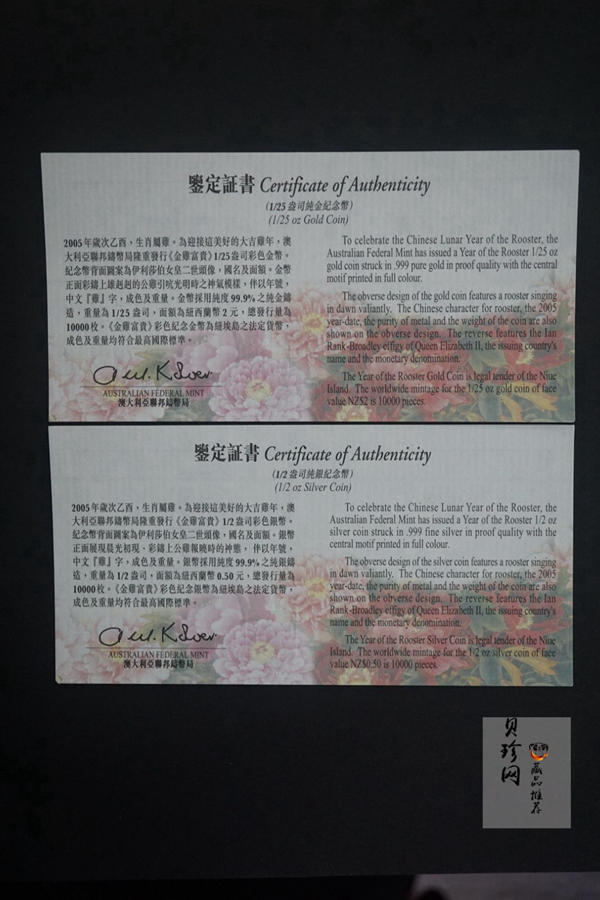 鑒定証書 Certificate of Authenticity
(1/25 盎司純金紀念幣)
(1/25 oz Gold Coin)
2005年歲次乙酉，生肖屬雞。為迎接這美好的大吉雞年，澳
大利亞聯邦鑄幣局隆重發行《金雞富貴》1/25盎司彩色金幣。
紀念幣背面圖案為伊利莎伯女皇二世頭像，國名及面額。金幣
正面彩鑄上雄赳赳的公雞引吭光明時之神氣模樣，伴以年號，
中文『雞』字，成色及重量。金幣採用純度99.9%之純金鑄
造，重量為1/25盎司，面額為紐西蘭幣2元，總發行量為
10000枚。《金雞富貴》彩色紀念金幣為紐埃島之法定貨幣，
成色及重量均符合最高國際標準。
AUSTRALIAN FEDERAL MINT
澳大利亞聯邦鑄幣局
To celebrate the Chinese Lunar Year of the Rooster, the
Australian Federal Mint has issued a Year of the Rooster 1/25 oz
gold coin struck in .999 pure gold in proof quality with the central
motif printed in full colour.
The obverse design of the gold coin features a rooster singing
in dawn valiantly. The Chinese character for rooster, the 2005
year-date, the purity of metal and the weight of the coin are also
shown on the obverse design. The reverse features the Ian
Rank-Broadley effigy of Queen Elizabeth II, the issuing country's
name and the monetary denomination.
The Year of the Rooster Gold Coin is legal tender of the Niue
Island. The worldwide mintage for the 1/25 oz gold coin of face
value NZ$2 is 10000 pieces.
鑒定証書 Certificate of Authenticity
(1/2 盎司純銀紀念幣)
(1/2 oz Silver Coin)
2005年歲次乙酉，生肖屬雞。為迎接這美好的大吉雞年，澳
大利亞聯邦鑄幣局隆重發行《金雞富貴》1/2盎司彩色銀幣。
紀念幣背面圖案為伊利莎伯女皇二世頭像，國名及面額。銀幣
正面展現晨光初現、彩鑄上公雞報曉時的神態，伴以年號，
中文『雞』字，成色及重量。銀幣採用純度99.9%之純銀鑄
造，重量為1/2盎司，面額為紐西蘭幣0.50元，總發行量為
10000枚。《金雞富貴》彩色紀念銀幣為紐埃島之法定貨幣，
成色及重量均符合最高國際標準。
AUSTRALIAN FEDERAL MINT
澳大利亞聯邦鑄幣局
To celebrate the Chinese Lunar Year of the Rooster, the
Australian Federal Mint has issued a Year of the Rooster 1/2 oz
silver coin struck in .999 fine silver in proof quality with the
central motif printed in full colour.
The obverse design of the silver coin features a rooster singing
in dawn valiantly. The Chinese character for rooster, the 2005
year-date, the purity of metal and the weight of the coin are also
shown on the obverse design. The reverse features the Ian
Rank-Broadley effigy of Queen Elizabeth II, the issuing country's
name and the monetary denomination.
The Year of the Rooster Silver Coin is legal tender of the Niue
Island. The worldwide mintage for the 1/2 oz silver coin of face
value NZ$0.50 is 10000 pieces.
贝珍网
藏品推荐